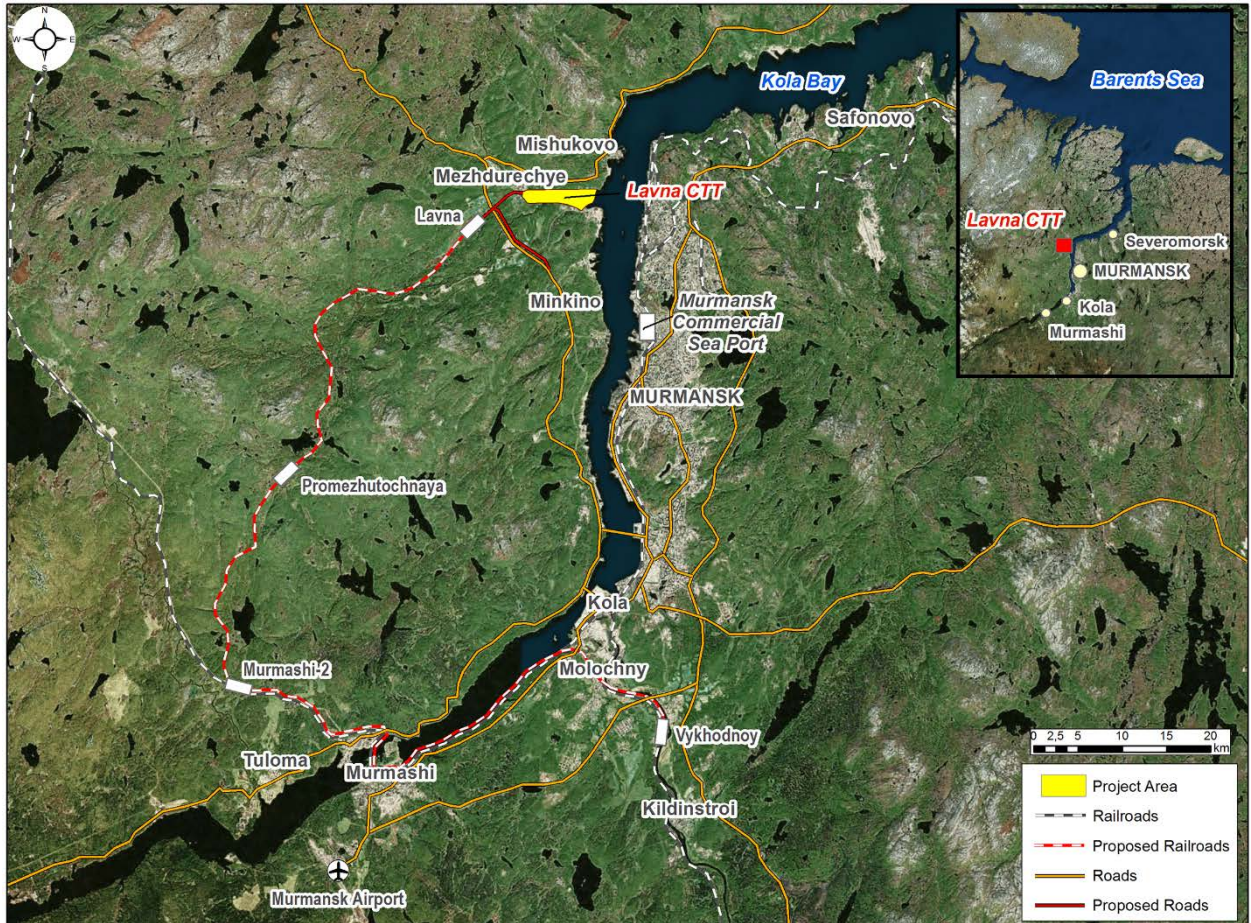 N
W
E
S
Kola Bay
Barents Sea
Safonovo
Mishukovo
Mezhdurechye
Lavna CTT
Lavna
Lavna CTT
Severomorsk
MURMANSK
Kola
Murmashi
Minkino
Murmansk
Commercial
Sea Port
MURMANSK
Promezhutochnaya
Kola
Molochny
Murmashi-2
Vykhodnoy
Tuloma
Murmashi
Kildinstroi
Murmansk Airport
0 2,5 5 10 15 20
km
Project Area
Railroads
Proposed Railroads
Roads
Proposed Roads